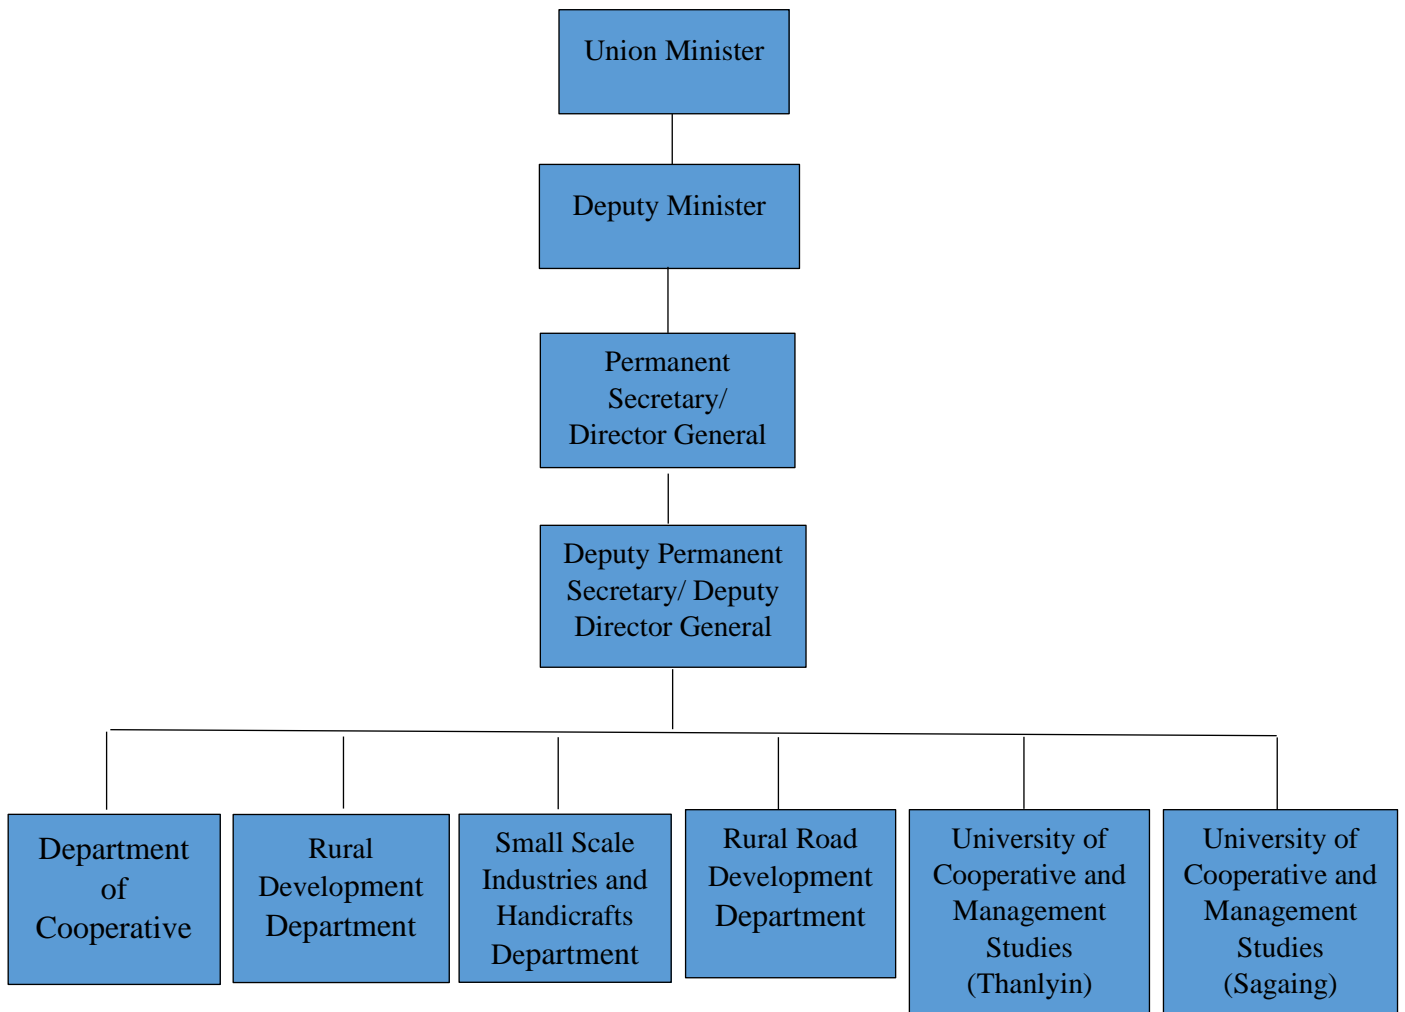 Union Minister
Deputy Minister
Permanent
Secretary/
Director General
Deputy Permanent
Secretary/ Deputy
Director General
Department
of
Cooperative
Rural
Development
Department
Small Scale
Industries and
Handicrafts
Department
Rural Road
Development
Department
University of
Cooperative and
Management
Studies
(Thanlyin)
University of
Cooperative and
Management
Studies
(Sagaing)